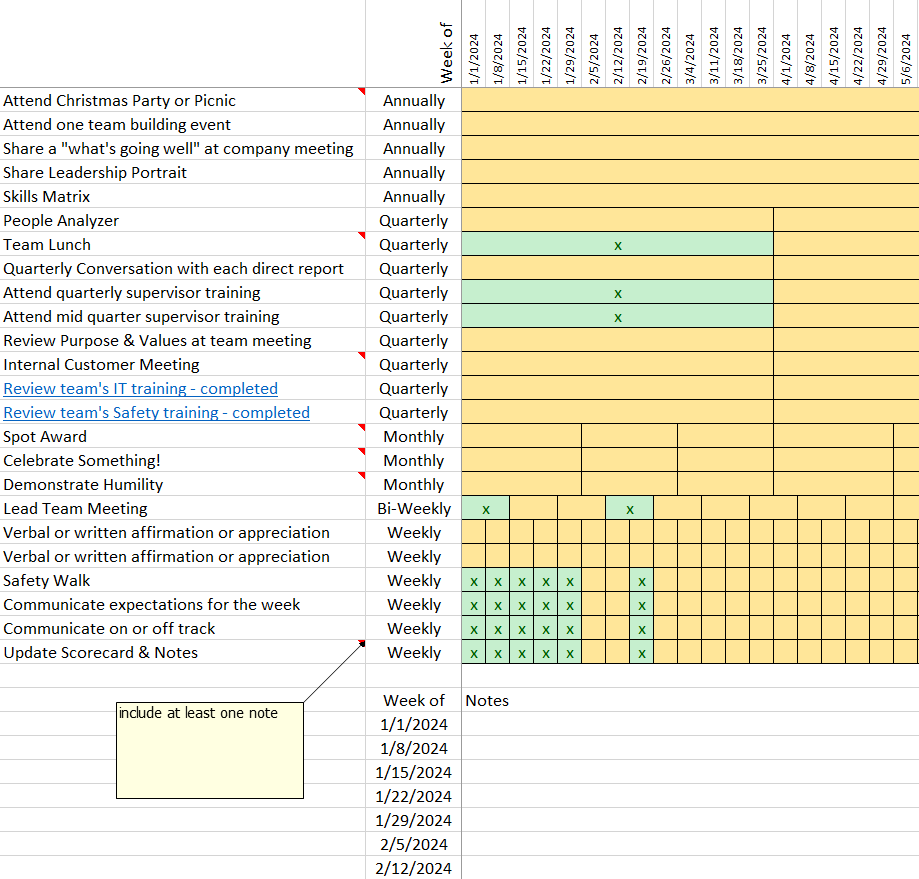 Week of 1/1/2024 1/8/2024 1/15/2024 1/22/2024 1/29/2024 2/5/2024 2/12/2024 2/19/2024 2/26/2024 3/4/2024 3/11/2024 3/18/2024 3/25/2024 4/1/2024 4/8/2024 4/15/2024 4/22/2024 4/29/2024 5/6/2024
Attend Christmas Party or Picnic Annually
Attend one team building event Annually
Share a "what's going well" at company meeting Annually
Share Leadership Portrait Annually
Skills Matrix Annually
People Analyzer Quarterly
Team Lunch Quarterly x
Quarterly Conversation with each direct report Quarterly
Attend quarterly supervisor training Quarterly x
Attend mid quarter supervisor training Quarterly x
Review Purpose & Values at team meeting Quarterly
Internal Customer Meeting Quarterly
Review team's IT training - completed Quarterly
Review team's Safety training - completed Quarterly
Spot Award Monthly
Celebrate Something! Monthly
Demonstrate Humility Monthly
Lead Team Meeting Bi-Weekly x x
Verbal or written affirmation or appreciation Weekly
Verbal or written affirmation or appreciation Weekly
Safety Walk Weekly x x x x x x
Communicate expectations for the week Weekly x x x x x x
Communicate on or off track Weekly x x x x x x
Update Scorecard & Notes Weekly x x x x x x
Week of Notes
include at least one note
1/1/2024
1/8/2024
1/15/2024
1/22/2024
1/29/2024
2/5/2024
2/12/2024